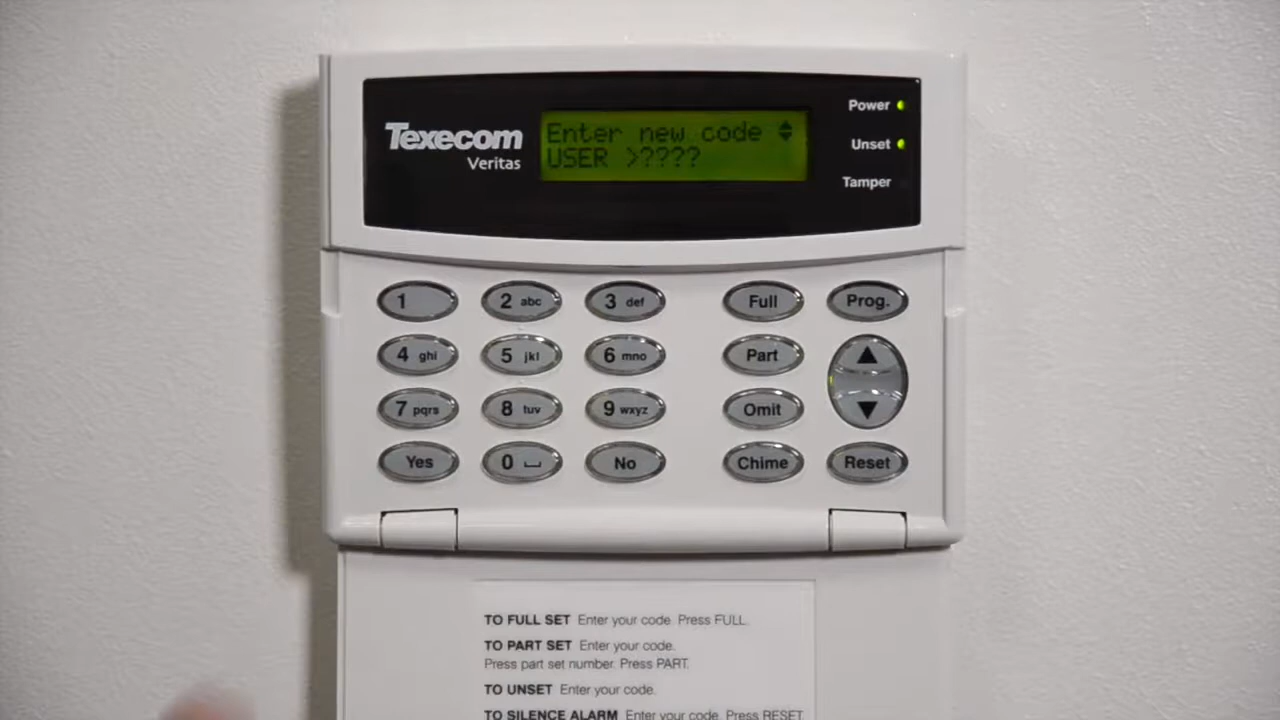 Texecom
Veritas
Enter new code
USER >????
Power
Unset
Tamper
1
2 abc
3 def
Full
Prog.
4 ghi
5 jkl
6 mno
Part
7 pqrs
8 tuv
9 wxyz
Omit
Yes
0
No
Chime
Reset
TO FULL SET Enter your code. Press FULL.
TO PART SET Enter your code.
Press part set number. Press PART.
TO UNSET Enter your code.
TO SILENCE ALARM Enter your code. Press RESET